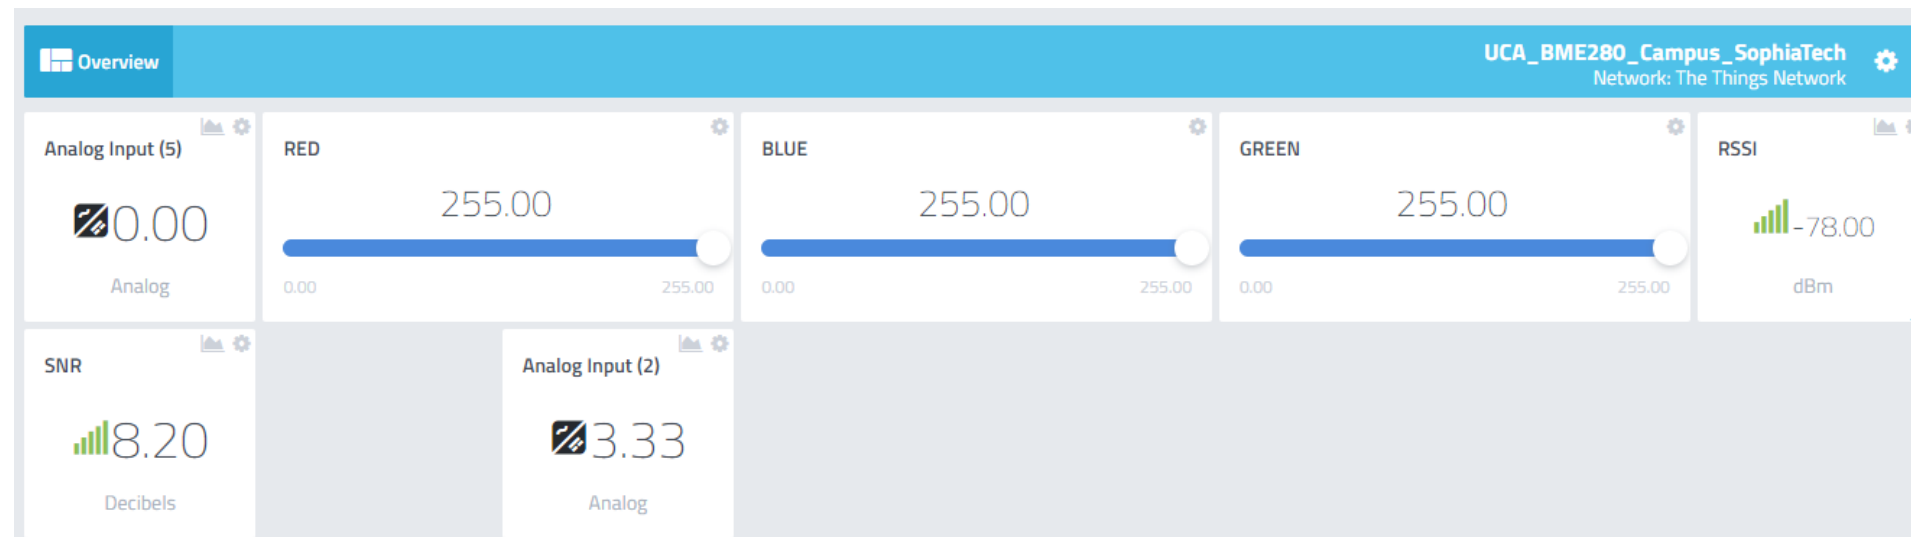 Overview
UCA_BME280_Campus_SophiaTech
Network: The Things Network
Analog Input (5)
0.00
Analog
RED
255.00
0.00 255.00
BLUE
255.00
0.00 255.00
GREEN
255.00
0.00 255.00
RSSI
-78.00
dBm
SNR
8.20
Decibels
Analog Input (2)
3.33
Analog